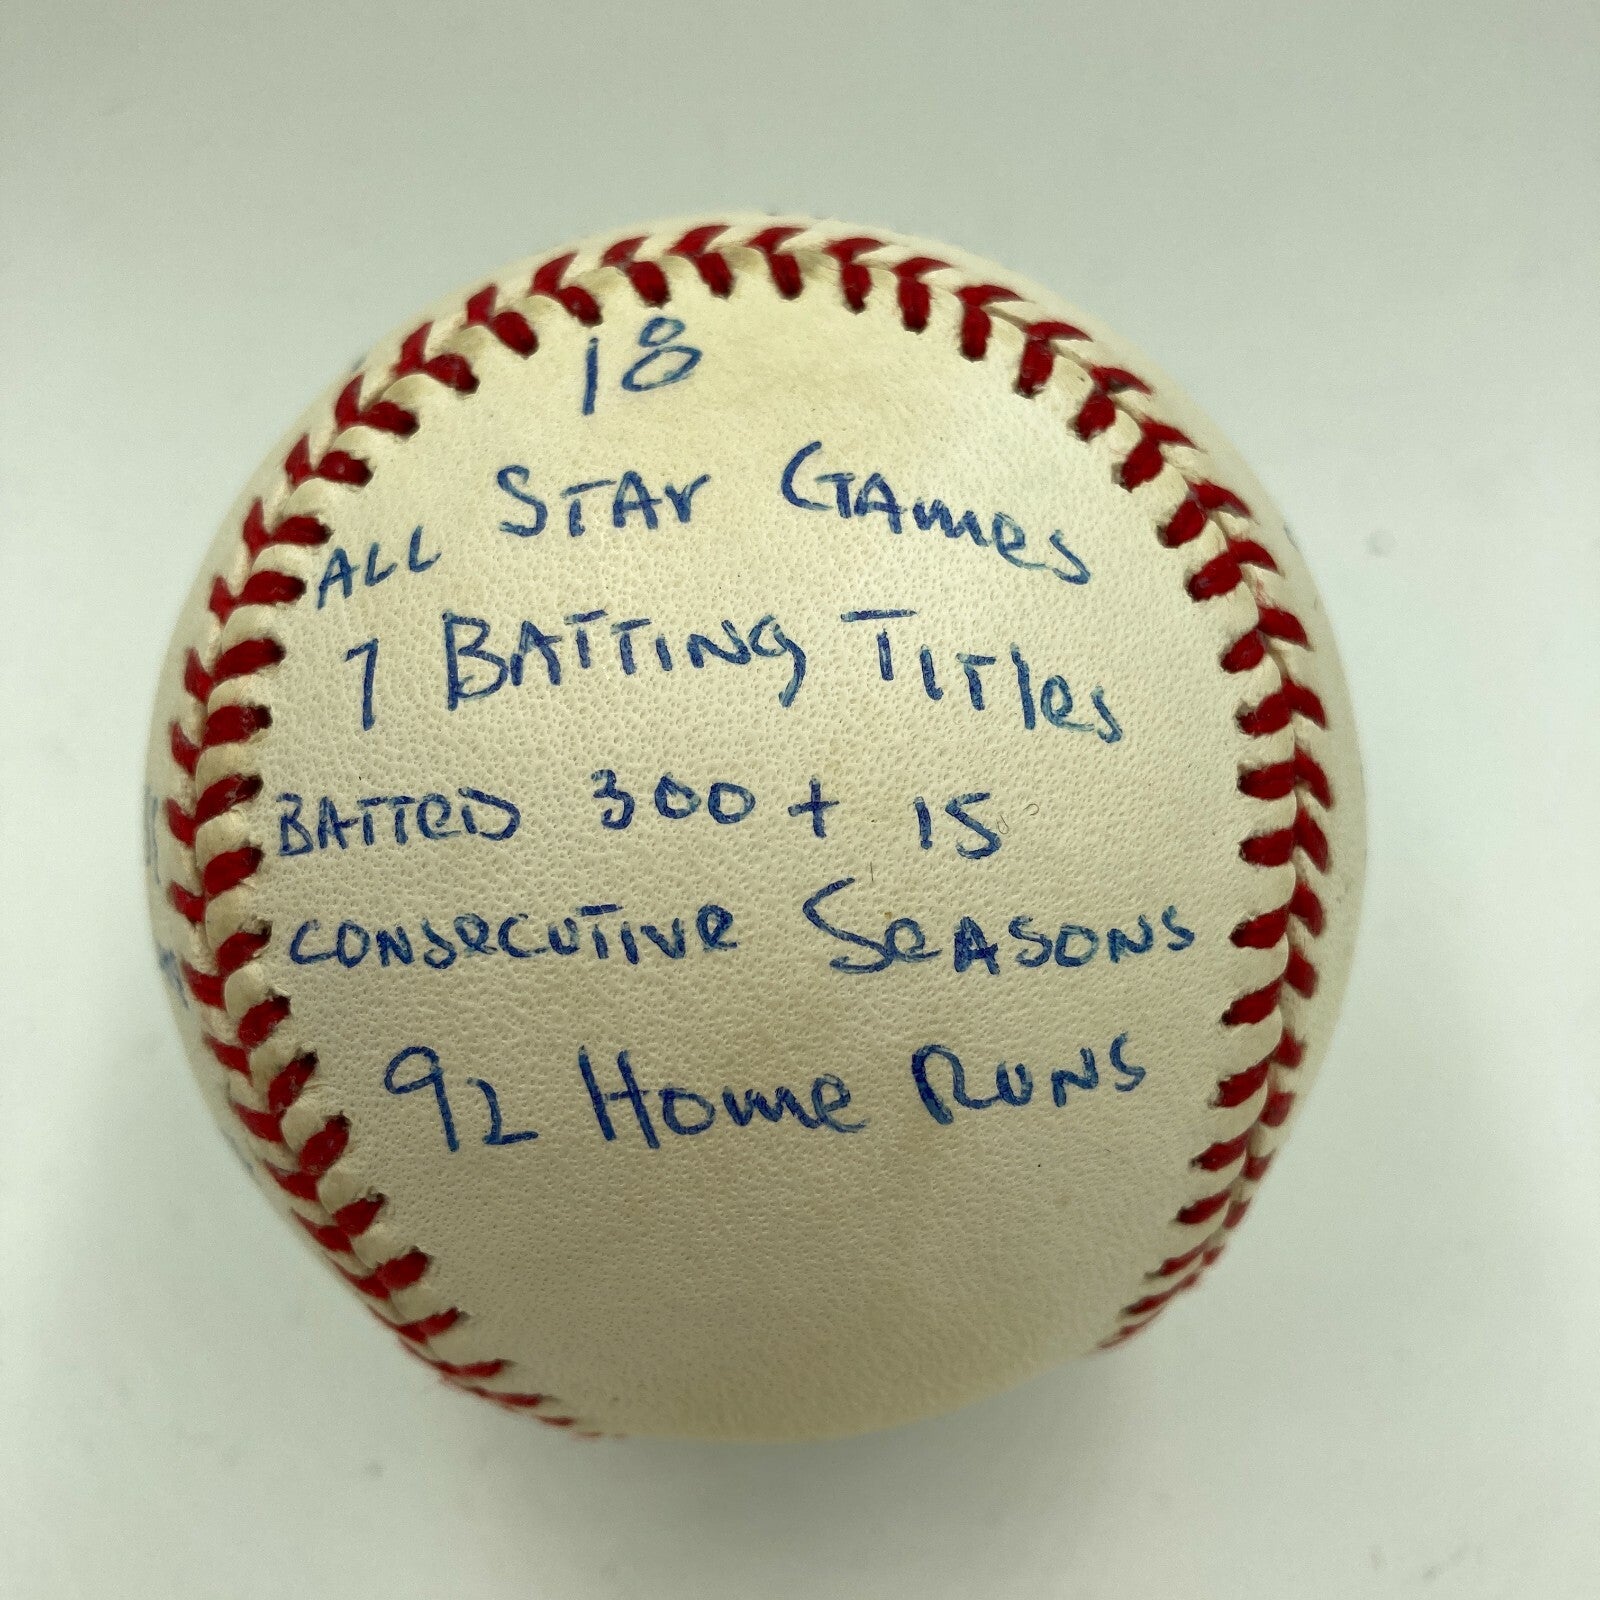 18
ALL STAr GAmes
7 BATTINg TITles
BATTeD 300 + 15
CONSeCUTIVe SeASONS
92 Home RUNS